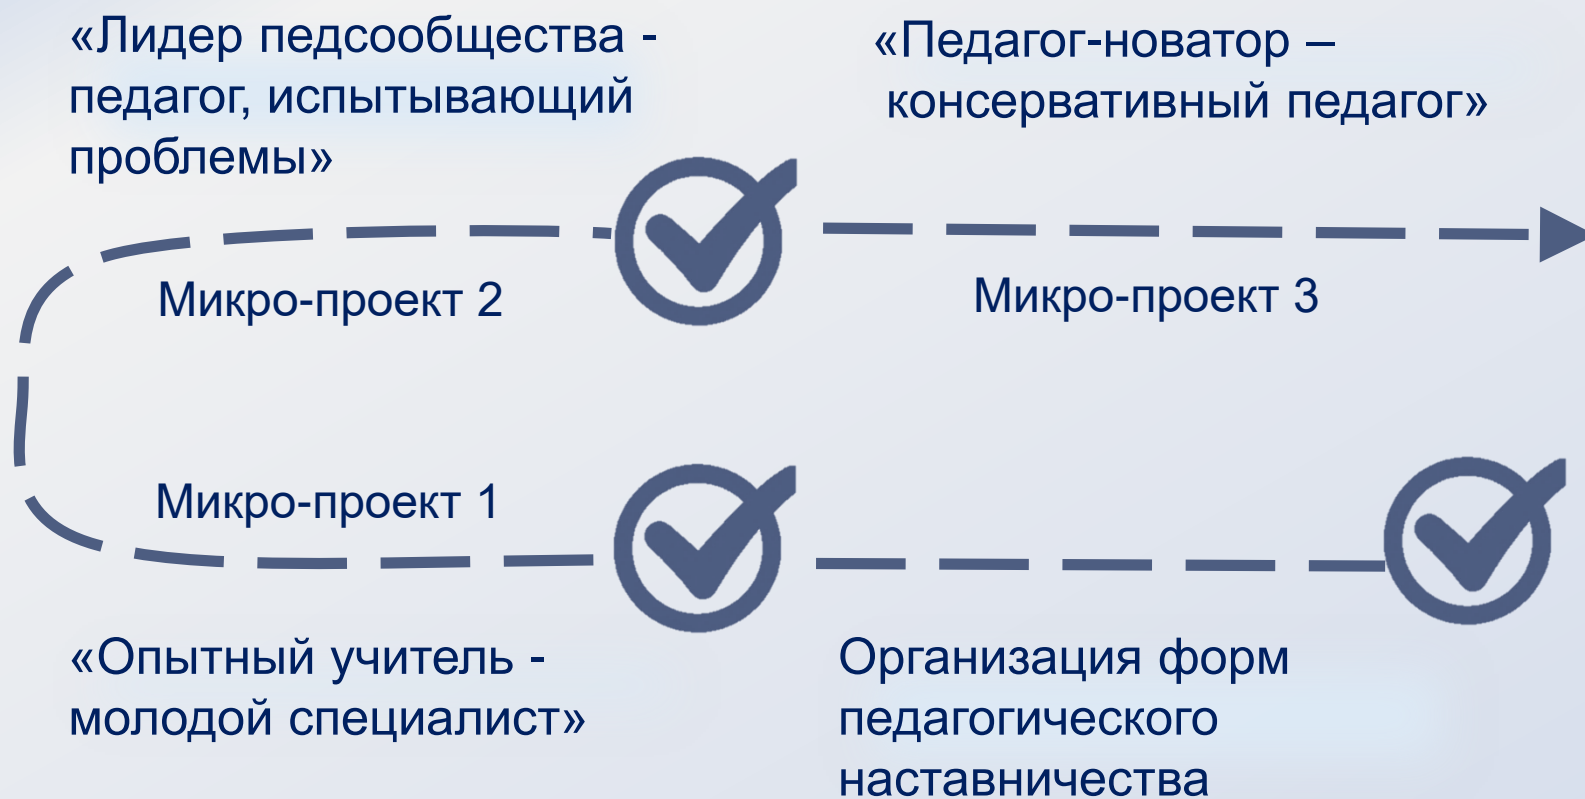 «Лидер педсообщества -
педагог, испытывающий
проблемы»
«Педагог-новатор –
консервативный педагог»
Микро-проект 2
Микро-проект 3
Микро-проект 1
«Опытный учитель -
молодой специалист»
Организация форм
педагогического
наставничества